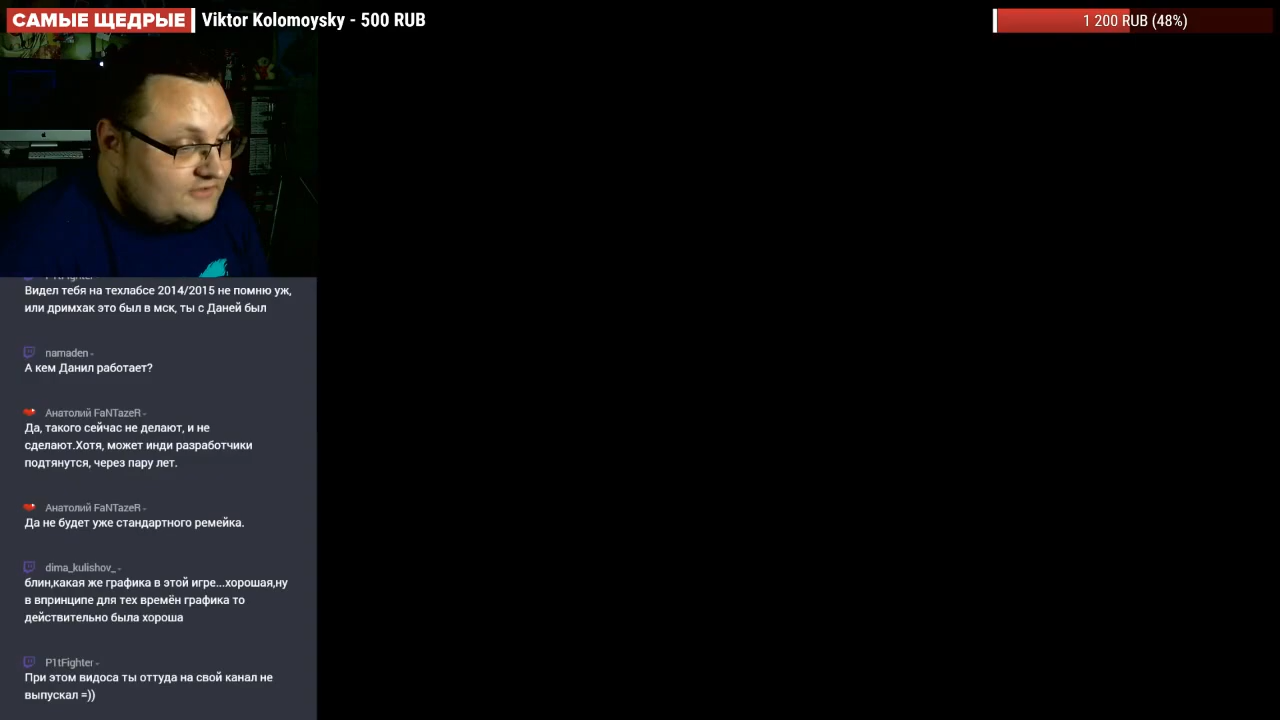 САМЫЕ ЩЕДРЫЕ Viktor Kolomoysky - 500 RUB
1 200 RUB (48%)
Видел тебя на техлабсе 2014/2015 не помню уж,
или дримхак это был в мск, ты с Даней был
namaden -
А кем Данил работает?
Анатолий FaNTazeR -
Да, такого сейчас не делают, и не
сделают.Хотя, может инди разработчики
подтянутся, через пару лет.
Анатолий FaNTazeR -
Да не будет уже стандартного ремейка.
dima_kulishov_ -
блин,какая же графика в этой игре...хорошая,ну
в впринципе для тех времён графика то
действительно была хороша
P1tFighter -
При этом видоса ты оттуда на свой канал не
выпускал =))